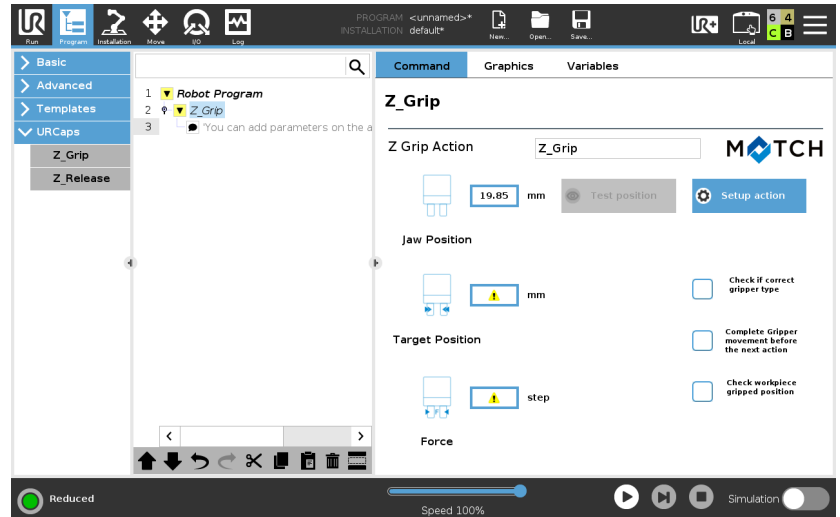 PROGRAM <unnamed>*
INSTALLATION default*
UR+
6 4
C B
Run
Program
Installation
Move
I/O
Log
New...
Open...
Save...
Local
Basic
Advanced
Templates
URCaps
Z_Grip
Z_Release
1 Robot Program
2 Z_Grip
3 'You can add parameters on the a
Command
Graphics
Variables
Z_Grip
Z Grip Action
Z_Grip
MATCH
19.85 mm
Test position
Setup action
Jaw Position
mm
Check if correct
gripper type
Target Position
Complete Gripper
movement before
the next action
step
Check workpiece
gripped position
Force
Reduced
Speed 100%
Simulation